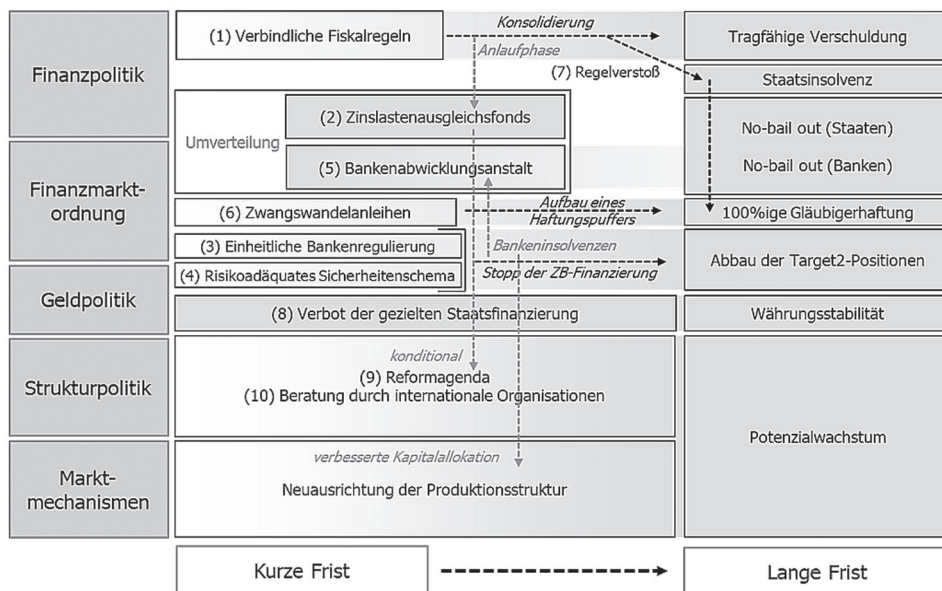 Finanzpolitik
(1) Verbindliche Fiskalregeln
Konsolidierung
Anlaufphase
(7) Regelverstoß
Tragfähige Verschuldung
Staatsinsolvenz
Umverteilung
(2) Zinslastenausgleichsfonds
(5) Bankenabwicklungsanstalt
No-bail out (Staaten)
No-bail out (Banken)
Finanzmarkt-
ordnung
(6) Zwangswandelanleihen
Aufbau eines
Haftungspuffers
100%ige Gläubigerhaftung
(3) Einheitliche Bankenregulierung
(4) Risikoadäquates Sicherheitenschema
Bankeninsolvenzen
Stopp der ZB-Finanzierung
Abbau der Target2-Positionen
Geldpolitik
(8) Verbot der gezielten Staatsfinanzierung
Währungsstabilität
Strukturpolitik
konditional
(9) Reformagenda
(10) Beratung durch internationale Organisationen
Potenzialwachstum
Markt-
mechanismen
verbesserte Kapitalallokation
Neuausrichtung der Produktionsstruktur
Kurze Frist
Lange Frist